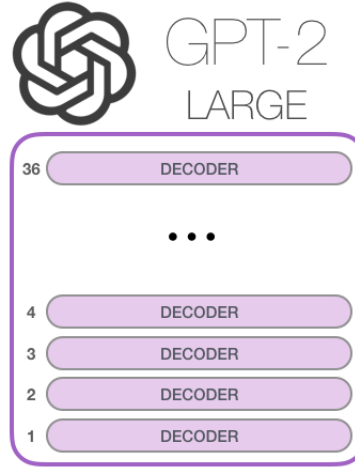 GPT-2
LARGE
36 DECODER
...
4 DECODER
3 DECODER
2 DECODER
1 DECODER